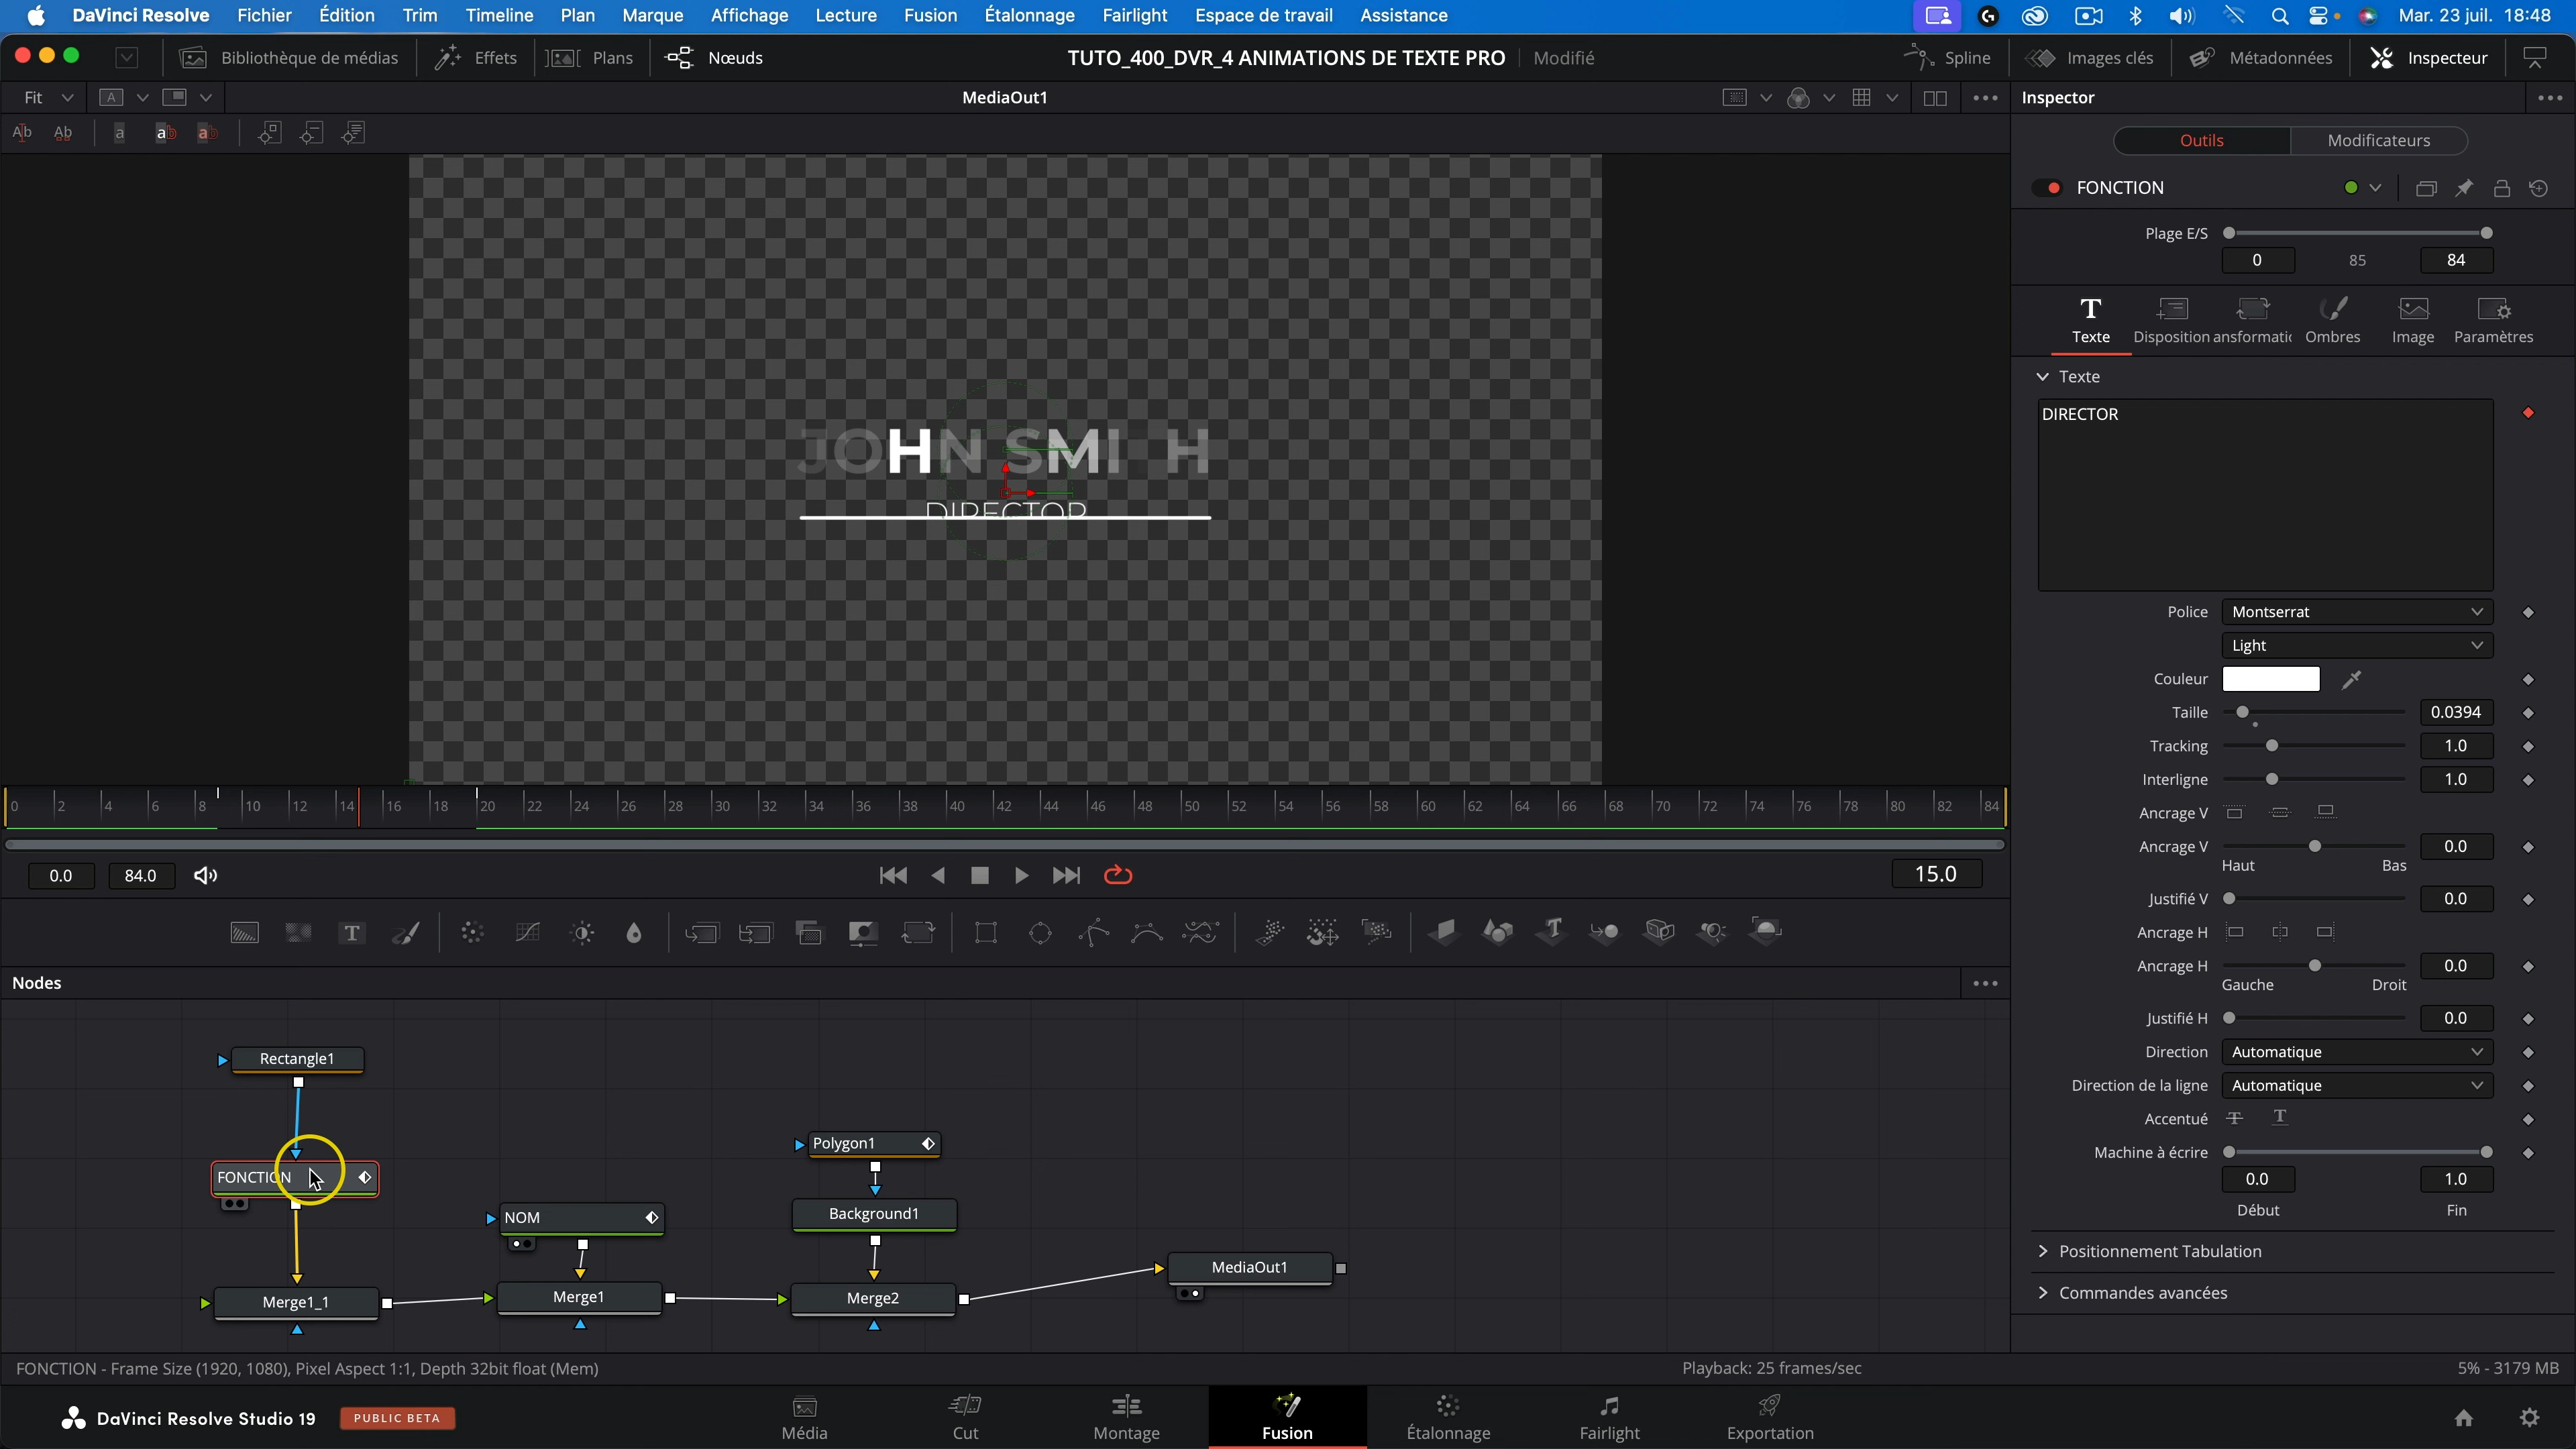 DaVinci Resolve Fichier Édition Trim Timeline Plan Marque Affichage Lecture Fusion Étalonnage Fairlight Espace de travail Assistance Mar. 23 juil. 18:48
Bibliothèque de médias Effets Plans Nœuds TUTO_400_DVR_4 ANIMATIONS DE TEXTE PRO Modifié Spline Images clés Métadonnées Inspecteur
Fit A MediaOut1 Inspector
Ab Ab a ab ab
Outils Modificateurs
FONCTION
Plage E/S
0 85 84
T
Texte Disposition ansformati Ombres Image Paramètres
Texte
DIRECTOR
JOHN SMITH
DIRECTOR
Police Montserrat
Light
Couleur
Taille 0.0394
Tracking 1.0
Interligne 1.0
Ancrage V
Ancrage V 0.0
Haut Bas
Justifié V 0.0
Ancrage H
Ancrage H 0.0
Gauche Droit
Justifié H 0.0
Direction Automatique
Direction de la ligne Automatique
Accentué T T
Machine à écrire
0.0 1.0
Début Fin
Positionnement Tabulation
Commandes avancées
0 2 4 6 8 10 12 14 16 18 20 22 24 26 28 30 32 34 36 38 40 42 44 46 48 50 52 54 56 58 60 62 64 66 68 70 72 74 76 78 80 82 84
0.0 84.0 15.0
T T
Nodes
Rectangle1
FONCTION
Merge1_1
NOM
Merge1
Polygon1
Background1
Merge2
MediaOut1
FONCTION - Frame Size (1920, 1080), Pixel Aspect 1:1, Depth 32bit float (Mem) Playback: 25 frames/sec 5% - 3179 MB
DaVinci Resolve Studio 19 PUBLIC BETA
Média Cut Montage Fusion Étalonnage Fairlight Exportation